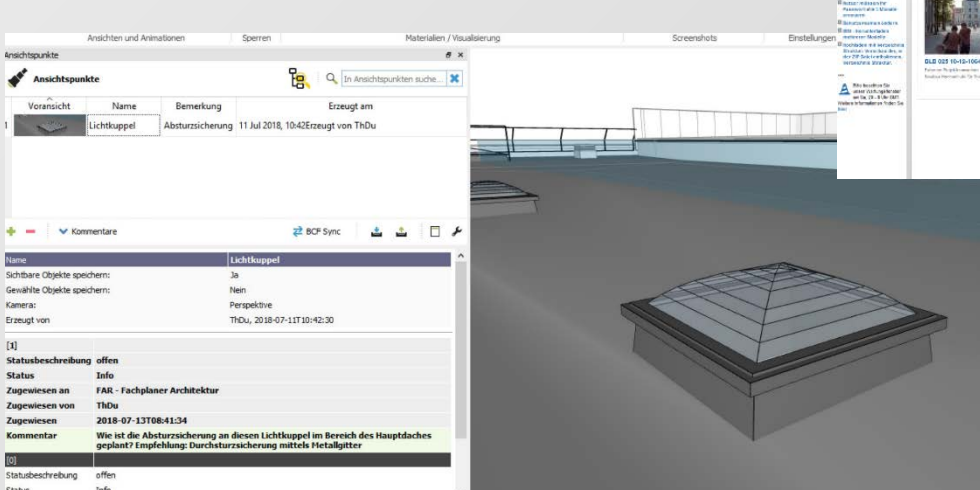 Ansichten und Animationen Sperren Materialien / Visualisierung Screenshots Einstellungen
Ansichtspunkte
Ansichtspunkte In Ansichtspunkten suche...
Voransicht Name Bemerkung Erzeugt am
Lichtkuppel Absturzsicherung 11 Jul 2018, 10:42Erzeugt von ThDu
Kommentare BCF Sync
Name Lichtkuppel
Sichtbare Objekte speichern: Ja
Gewählte Objekte speichern: Nein
Kamera: Perspektive
Erzeugt von ThDu, 2018-07-11T10:42:30
[1]
Statusbeschreibung offen
Status Info
Zugewiesen an FAR - Fachplaner Architektur
Zugewiesen von ThDu
Zugewiesen 2018-07-13T08:41:34
Kommentar Wie ist die Absturzsicherung an diesen Lichtkuppel im Bereich des Hauptdaches
geplant? Empfehlung: Durchsturzsicherung mittels Metallgitter
[0]
Statusbeschreibung offen
Status Info